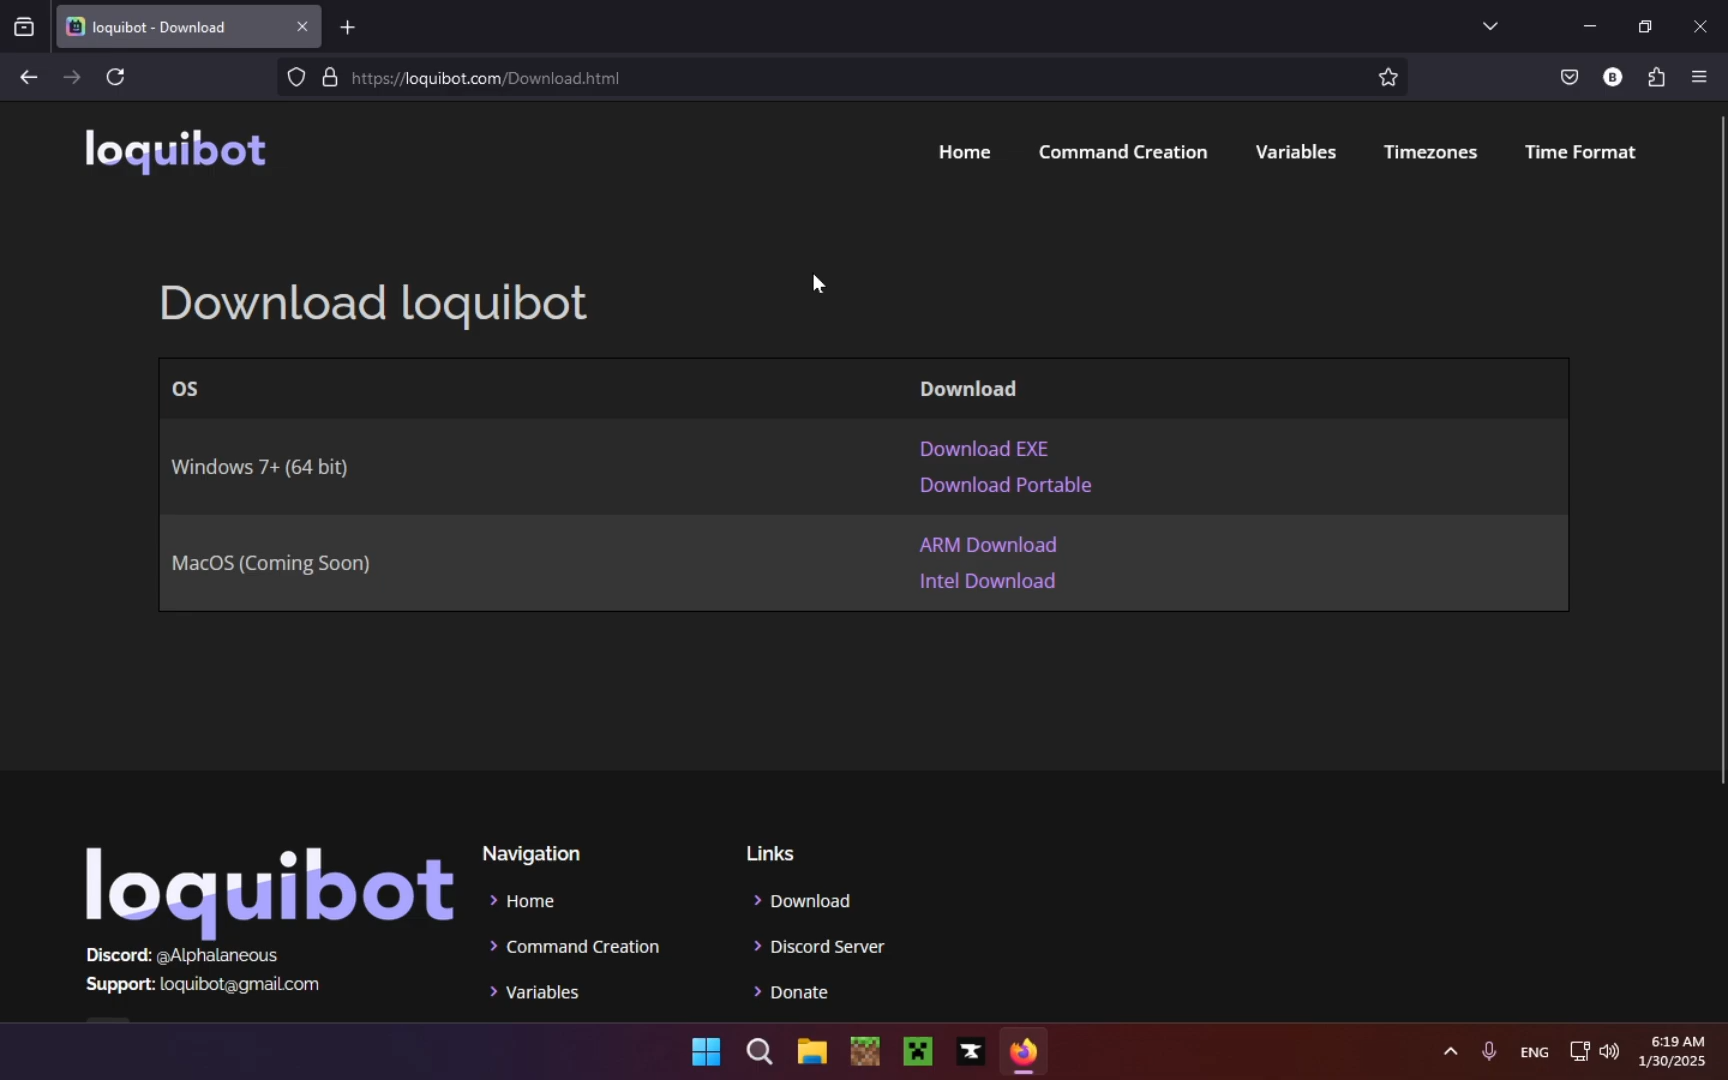 loquibot - Download
https://loquibot.com/Download.html
B
loquibot
Home
Command Creation
Variables
Timezones
Time Format
Download loquibot
OS
Download
Windows 7+ (64 bit)
Download EXE
Download Portable
MacOS (Coming Soon)
ARM Download
Intel Download
loquibot
Discord: @Alphalaneous
Support: loquibot@gmail.com
Navigation
Home
Command Creation
Variables
Links
Download
Discord Server
Donate
ENG
6:19 AM
1/30/2025